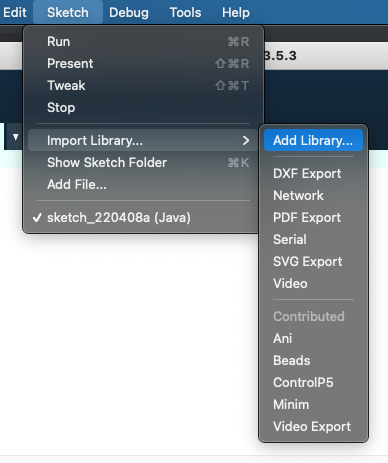 Edit Sketch Debug Tools Help
3.5.3
Run ⌘R
Present ⇧⌘R
Tweak ⇧⌘T
Stop
Import Library... >
Show Sketch Folder ⌘K
Add File...
✓ sketch_220408a (Java)
Add Library...
DXF Export
Network
PDF Export
Serial
SVG Export
Video
Contributed
Ani
Beads
ControlP5
Minim
Video Export